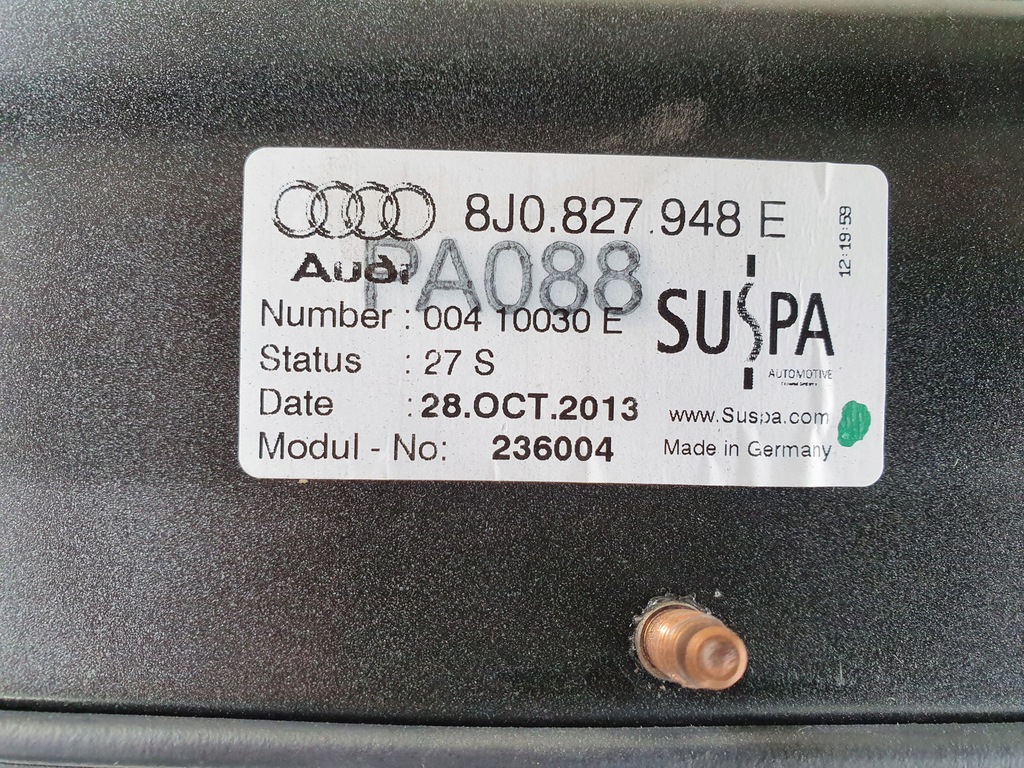 8J0.827.948 E
12:19:59
Audi
PA088
Number : 004 10030 E
Status : 27 S
Date : 28.OCT.2013
Modul - No: 236004
SUSPA
AUTOMOTIVE
www.Suspa.com
Made in Germany